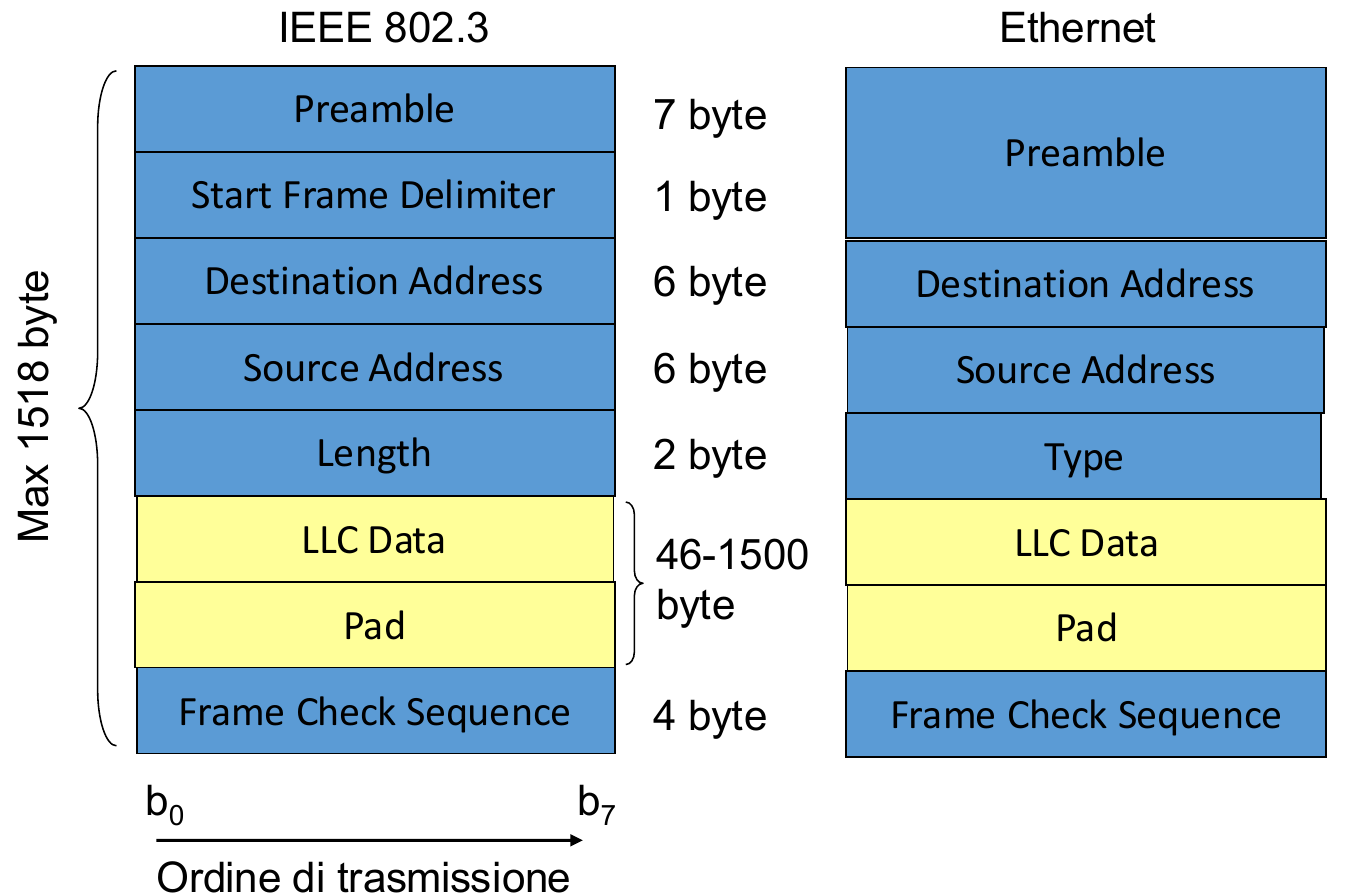 IEEE 802.3
Ethernet
Max 1518 byte
Preamble
7 byte
Start Frame Delimiter
1 byte
Destination Address
6 byte
Source Address
6 byte
Length
2 byte
LLC Data
Pad
46-1500
byte
Frame Check Sequence
4 byte
Preamble
Destination Address
Source Address
Type
LLC Data
Pad
Frame Check Sequence
b0
b7
Ordine di trasmissione